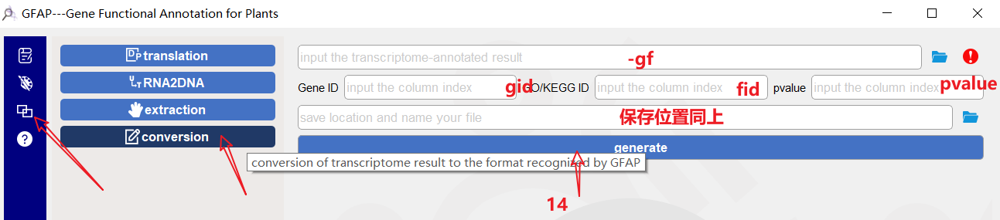 GFAP---Gene Functional Annotation for Plants
translation
input the transcriptome-annotated result -gf
RNA2DNA
Gene ID input the column index gid GO/KEGG ID input the column index fid pvalue input the column index pvalue
extraction
save location and name your file 保存位置同上
conversion
generate
conversion of transcriptome result to the format recognized by GFAP
14